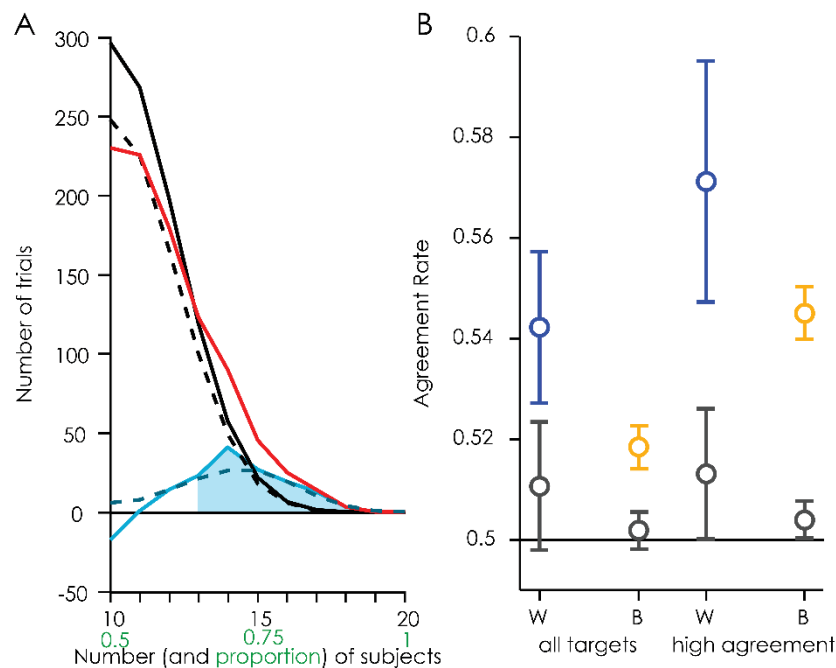 A
300
250
200
150
100
50
0
-50
Number of trials
10 15 20
0.5 0.75 1
Number (and proportion) of subjects
B
0.6
0.58
0.56
0.54
0.52
0.5
Agreement Rate
W B W B
all targets high agreement